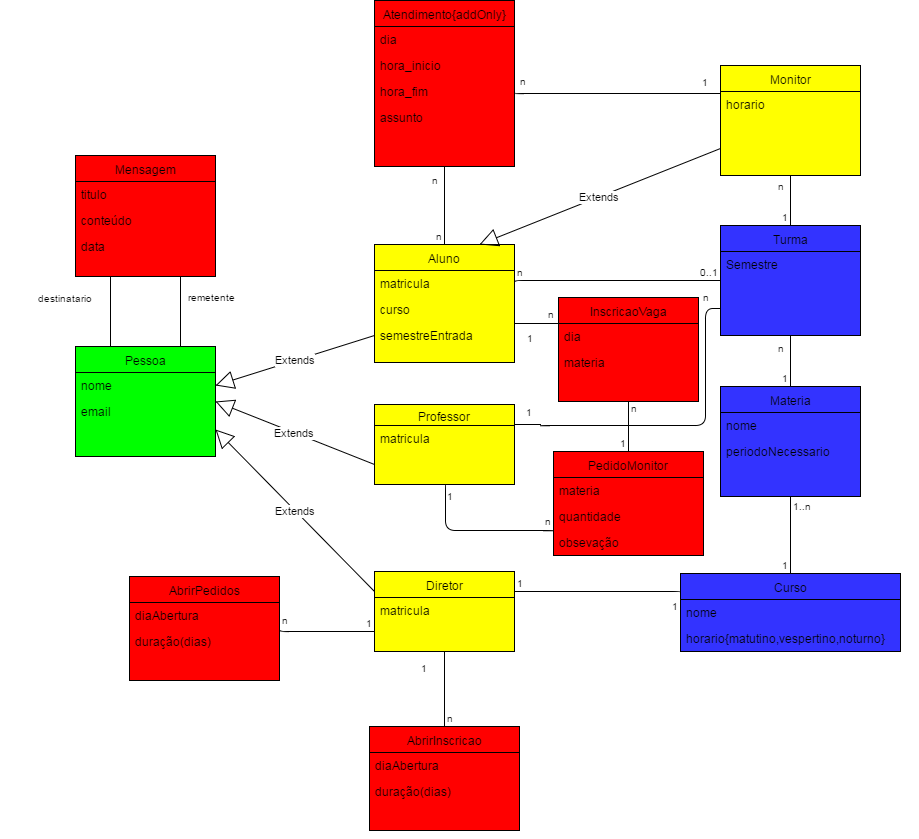 Atendimento{addOnly}
dia
hora_inicio
hora_fim
assunto
n
1
Monitor
horario
Mensagem
titulo
conteúdo
data
n
n
Extends
n
1
destinatario
remetente
Aluno
matricula
curso
semestreEntrada
n
0..1
Turma
Semestre
n
InscricaoVaga
dia
materia
n
1
Pessoa
nome
email
Extends
n
1
Materia
nome
periodoNecessario
Professor
matricula
1
n
1
Extends
PedidoMonitor
materia
quantidade
obsevação
1
n
1..n
1
Extends
AbrirPedidos
diaAbertura
duração(dias)
n
1
Diretor
matricula
1
1
Curso
nome
horario{matutino,vespertino,noturno}
1
n
AbrirInscricao
diaAbertura
duração(dias)